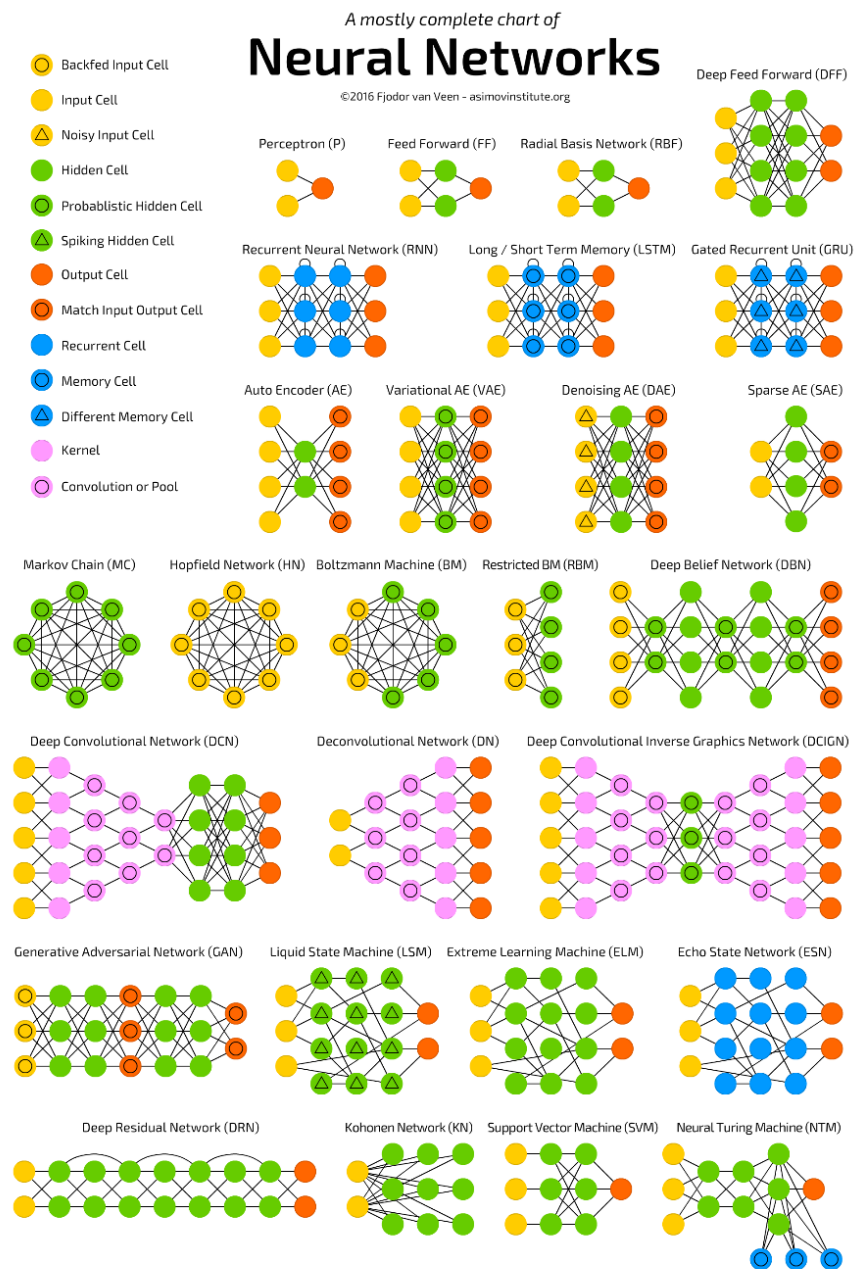 A mostly complete chart of
Neural Networks
©2016 Fjodor van Veen - asimovinstitute.org
Backfed Input Cell
Input Cell
Noisy Input Cell
Hidden Cell
Probablistic Hidden Cell
Spiking Hidden Cell
Output Cell
Match Input Output Cell
Recurrent Cell
Memory Cell
Different Memory Cell
Kernel
Convolution or Pool
Deep Feed Forward (DFF)
Perceptron (P)
Feed Forward (FF)
Radial Basis Network (RBF)
Recurrent Neural Network (RNN)
Long / Short Term Memory (LSTM)
Gated Recurrent Unit (GRU)
Auto Encoder (AE)
Variational AE (VAE)
Denoising AE (DAE)
Sparse AE (SAE)
Markov Chain (MC)
Hopfield Network (HN)
Boltzmann Machine (BM)
Restricted BM (RBM)
Deep Belief Network (DBN)
Deep Convolutional Network (DCN)
Deconvolutional Network (DN)
Deep Convolutional Inverse Graphics Network (DCIGN)
Generative Adversarial Network (GAN)
Liquid State Machine (LSM)
Extreme Learning Machine (ELM)
Echo State Network (ESN)
Deep Residual Network (DRN)
Kohonen Network (KN)
Support Vector Machine (SVM)
Neural Turing Machine (NTM)